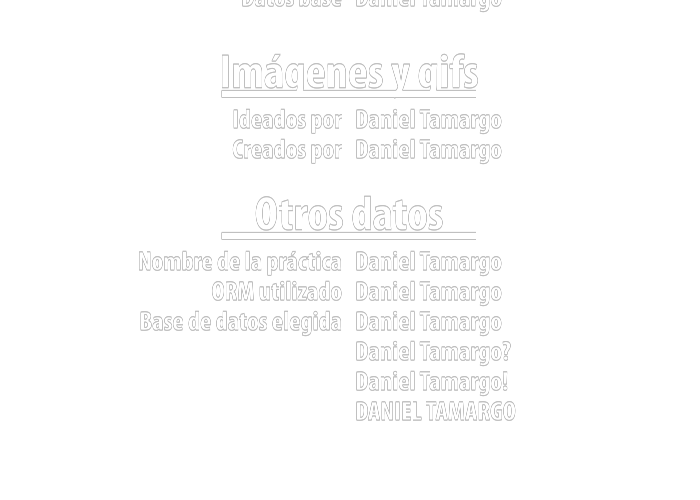 Datos base Daniel Tamargo
Imágenes y gifs
Ideados por Daniel Tamargo
Creados por Daniel Tamargo
Otros datos
Nombre de la práctica Daniel Tamargo
ORM utilizado Daniel Tamargo
Base de datos elegida Daniel Tamargo
Daniel Tamargo?
Daniel Tamargo!
DANIEL TAMARGO